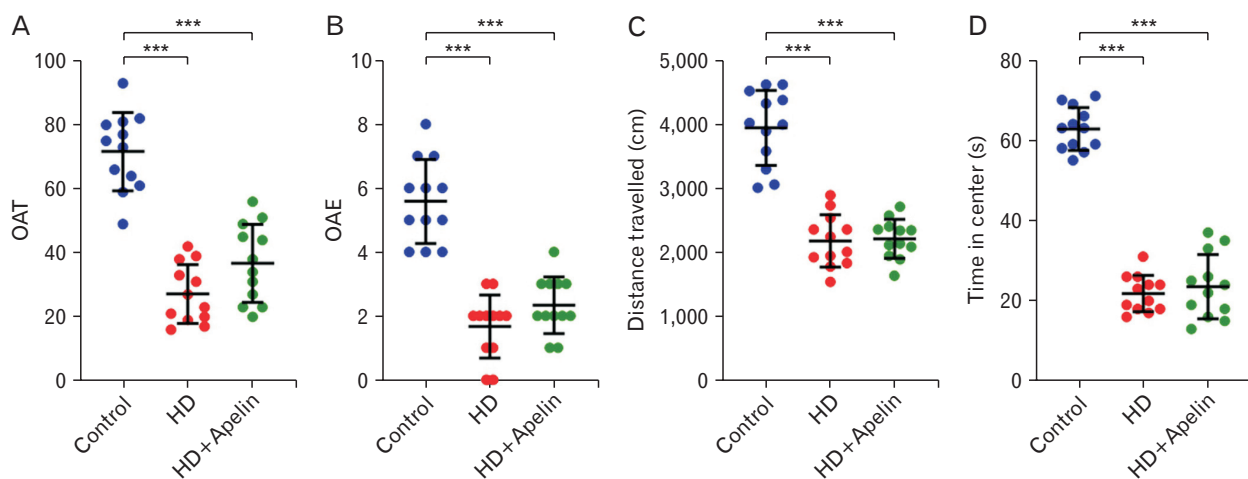 A
***
***
OAT
100
80
60
40
20
0
Control
HD
HD+Apelin
B
***
***
OAE
10
8
6
4
2
0
Control
HD
HD+Apelin
C
***
***
Distance travelled (cm)
5,000
4,000
3,000
2,000
1,000
0
Control
HD
HD+Apelin
D
***
***
Time in center (s)
80
60
40
20
0
Control
HD
HD+Apelin